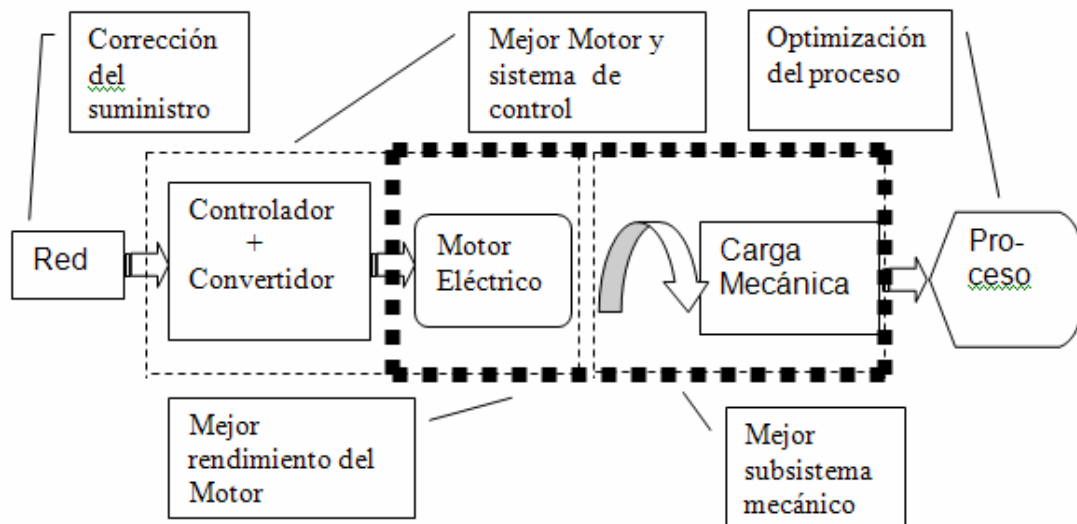 Corrección
del
suministro
Mejor Motor y
sistema de
control
Optimización
del proceso
Red
Controlador
+
Convertidor
Motor
Eléctrico
Carga
Mecánica
Pro-
ceso
Mejor
rendimiento del
Motor
Mejor
subsistema
mecánico